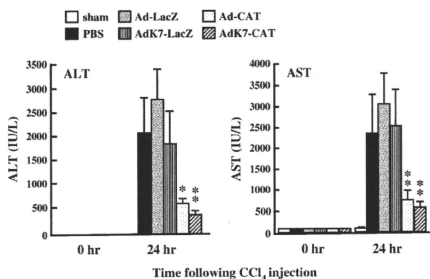 sham Ad-LacZ Ad-CAT
PBS AdK7-LacZ AdK7-CAT
ALT
ALT (IU/L)
3500
3000
2500
2000
1500
1000
500
0 hr 24 hr
*
**
AST
AST (IU/L)
4000
3500
3000
2500
2000
1500
1000
500
0
0 hr 24 hr
**
**
Time following CCl4 injection